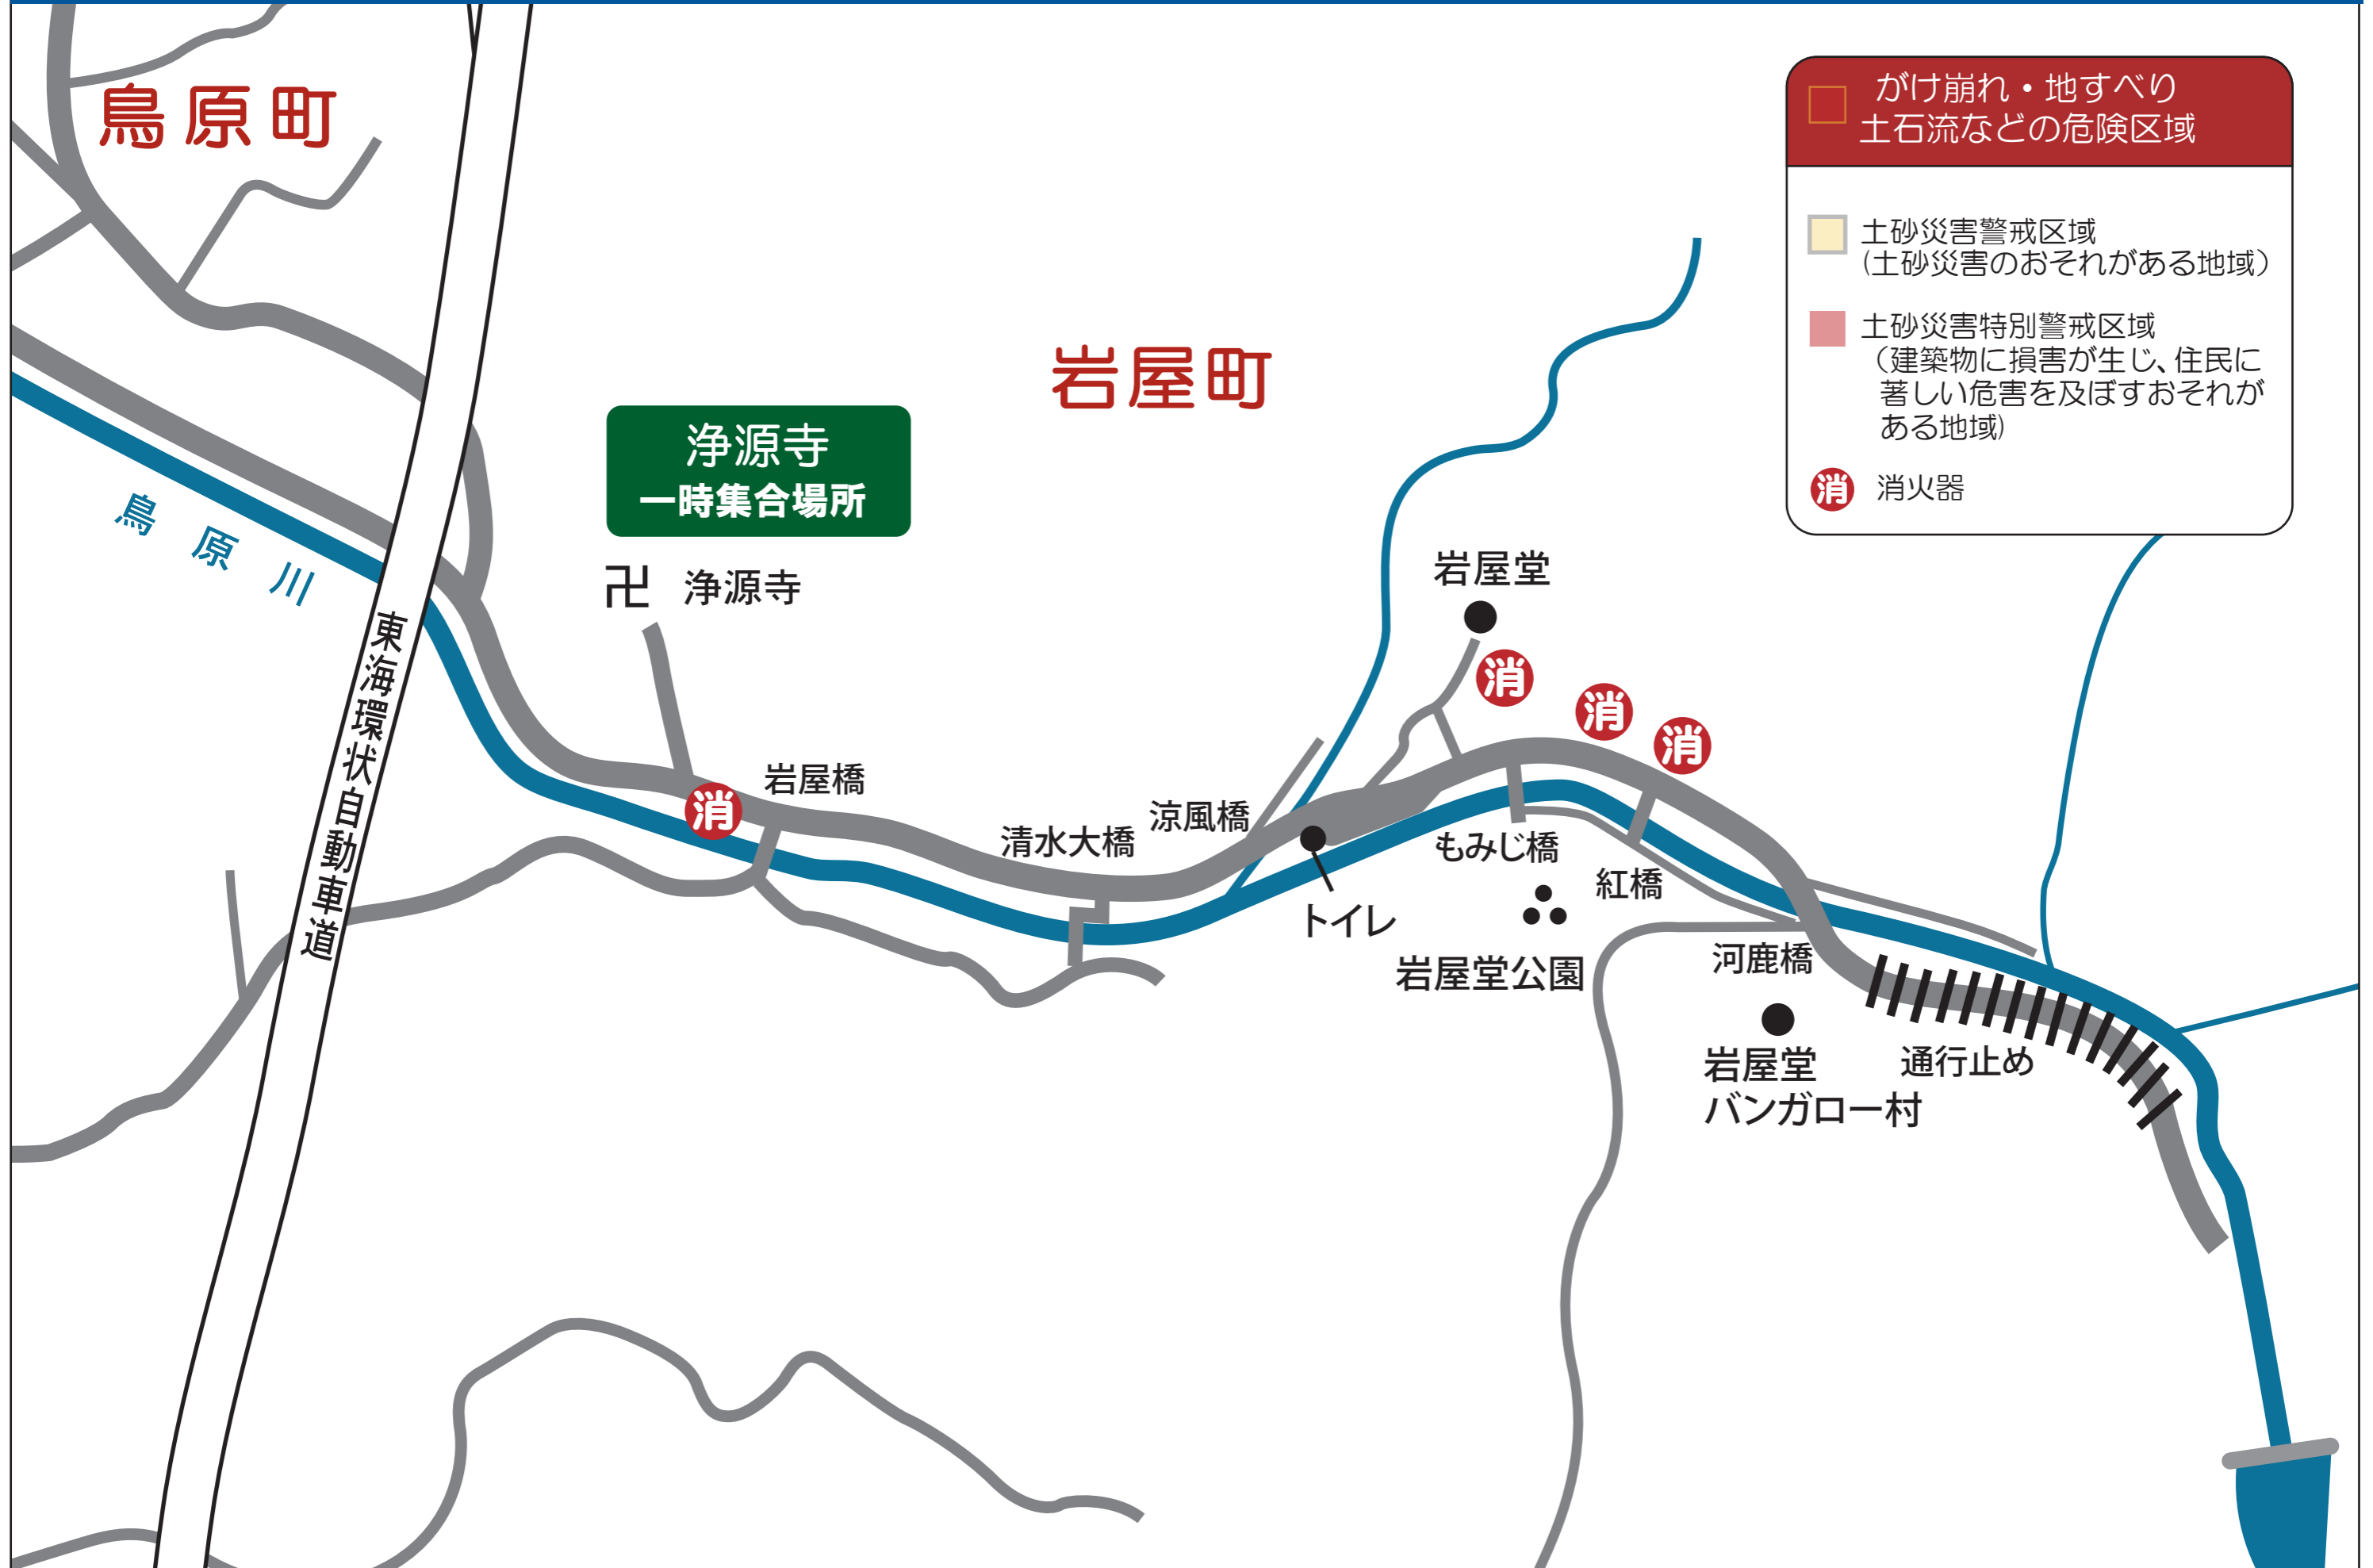 鳥原町
がけ崩れ・地すべり
土石流などの危険区域
土砂災害警戒区域
(土砂災害のおそれがある地域)
土砂災害特別警戒区域
(建築物に損害が生じ、住民に
著しい危害を及ぼすおそれが
ある地域)
消 消火器
岩屋町
浄源寺
一時集合場所
鳥原川
卍 浄源寺
東海環状自動車道
岩屋堂
消
消
消
消
岩屋橋
清水大橋
涼風橋
もみじ橋
紅橋
トイレ
岩屋堂公園
河鹿橋
岩屋堂
バンガロー村
通行止め